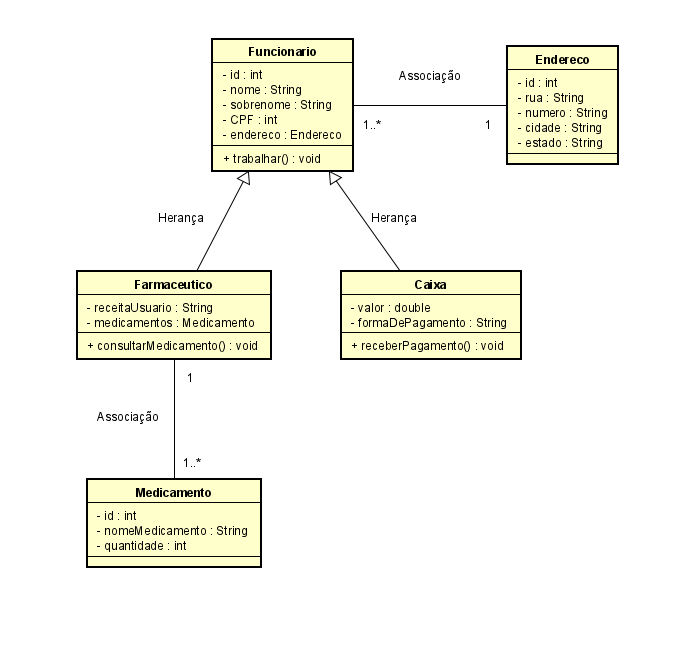 Funcionario
- id : int
- nome : String
- sobrenome : String
- CPF : int
- endereco : Endereco
+ trabalhar() : void
Associação
1..*
1
Endereco
- id : int
- rua : String
- numero : String
- cidade : String
- estado : String
Herança
Herança
Farmaceutico
- receitaUsuario : String
- medicamentos : Medicamento
+ consultarMedicamento() : void
Caixa
- valor : double
- formaDePagamento : String
+ receberPagamento() : void
1
Associação
1..*
Medicamento
- id : int
- nomeMedicamento : String
- quantidade : int